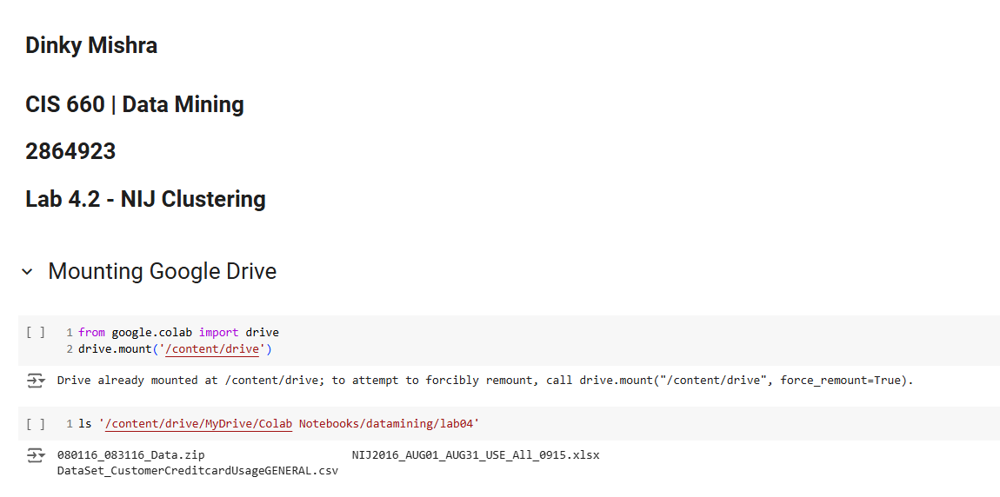 Dinky Mishra
CIS 660 | Data Mining
2864923
Lab 4.2 - NIJ Clustering
Mounting Google Drive
[ ] 1 from google.colab import drive
2 drive.mount('/content/drive')
Drive already mounted at /content/drive; to attempt to forcibly remount, call drive.mount("/content/drive", force_remount=True).
[ ] 1 ls '/content/drive/MyDrive/Colab Notebooks/datamining/lab04'
080116_083116_Data.zip NIJ2016_AUG01_AUG31_USE_All_0915.xlsx
DataSet_CustomerCreditcardUsageGENERAL.csv